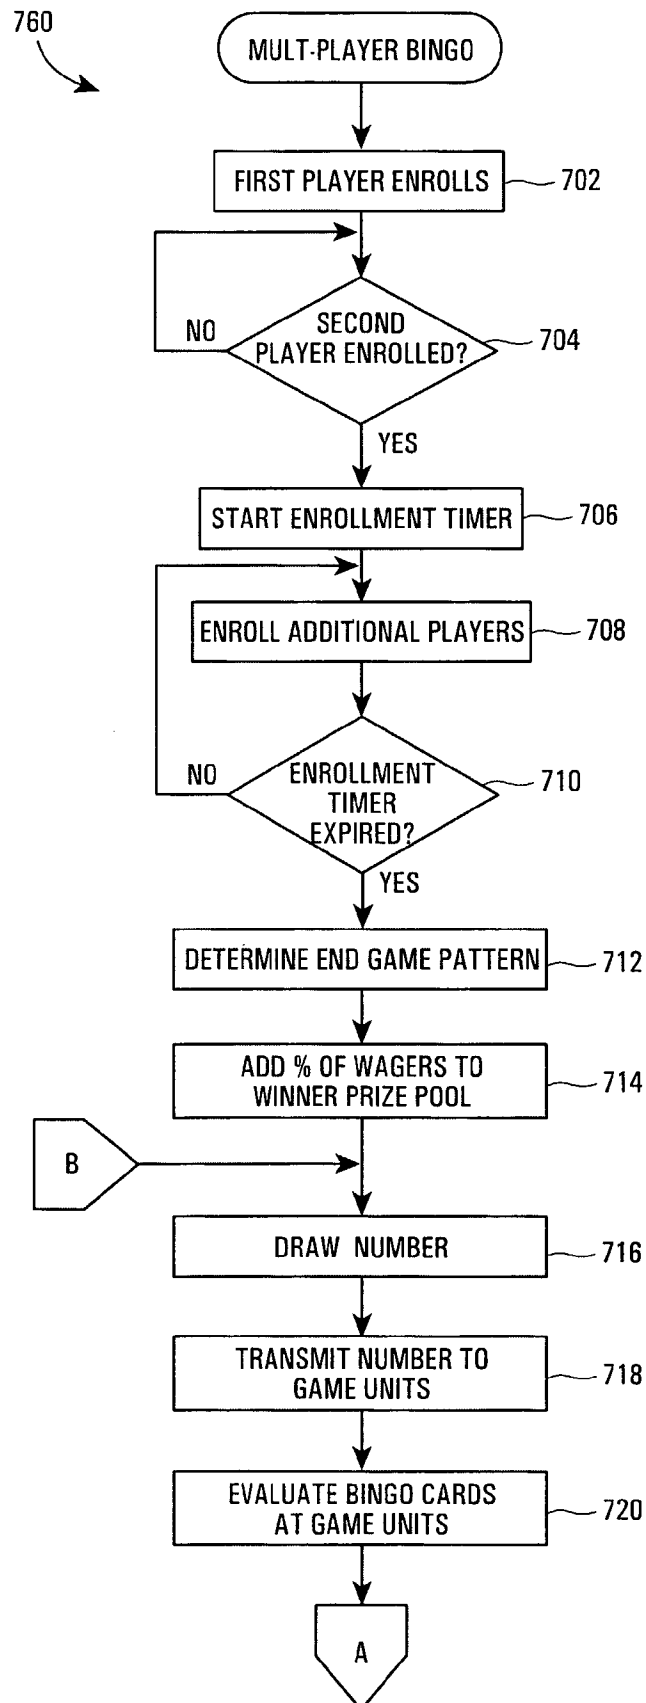 760
MULT-PLAYER BINGO
FIRST PLAYER ENROLLS
702
SECOND
PLAYER ENROLLED?
704
NO
YES
START ENROLLMENT TIMER
706
ENROLL ADDITIONAL PLAYERS
708
ENROLLMENT
TIMER
EXPIRED?
710
NO
YES
DETERMINE END GAME PATTERN
712
ADD % OF WAGERS TO
WINNER PRIZE POOL
714
B
DRAW NUMBER
716
TRANSMIT NUMBER TO
GAME UNITS
718
EVALUATE BINGO CARDS
AT GAME UNITS
720
A